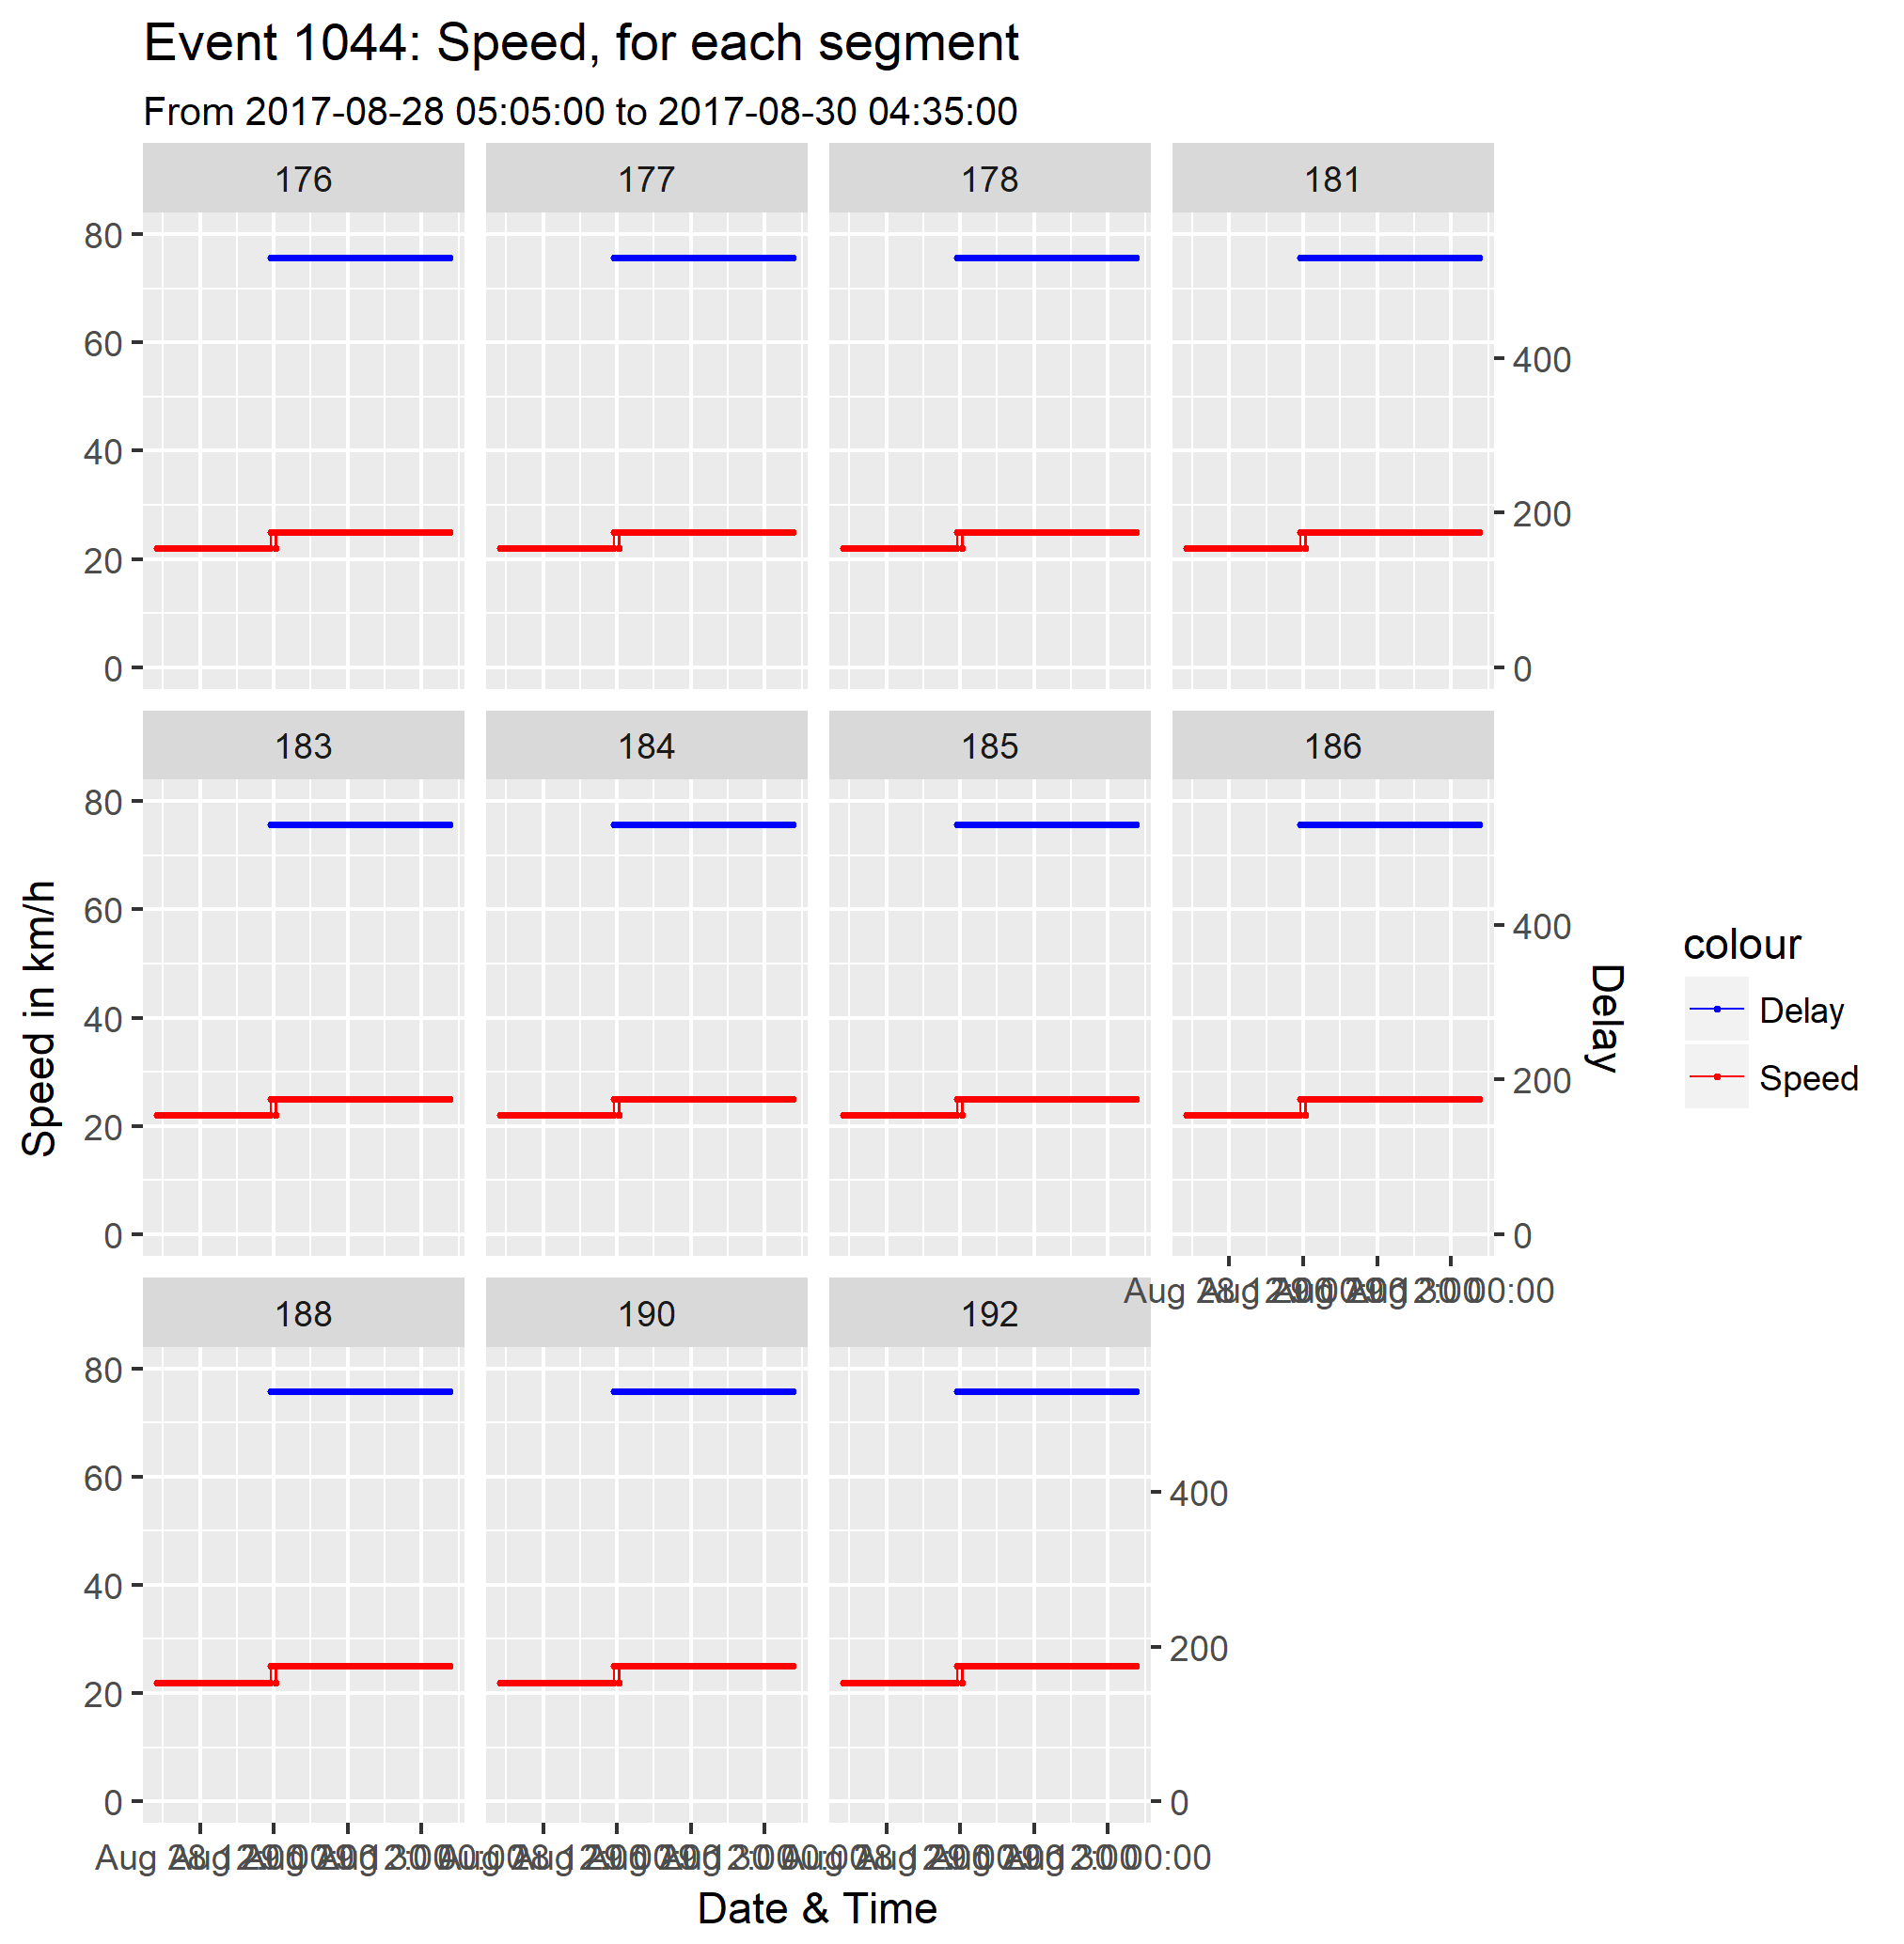 Event 1044: Speed, for each segment
From 2017-08-28 05:05:00 to 2017-08-30 04:35:00
176 177 178 181
80
60
40
20
0
400
200
0
183 184 185 186
80
60
40
20
0
400
200
0
Speed in km/h
Delay
colour
Delay
Speed
188 190 192
80
60
40
20
0
400
200
0
Date & Time